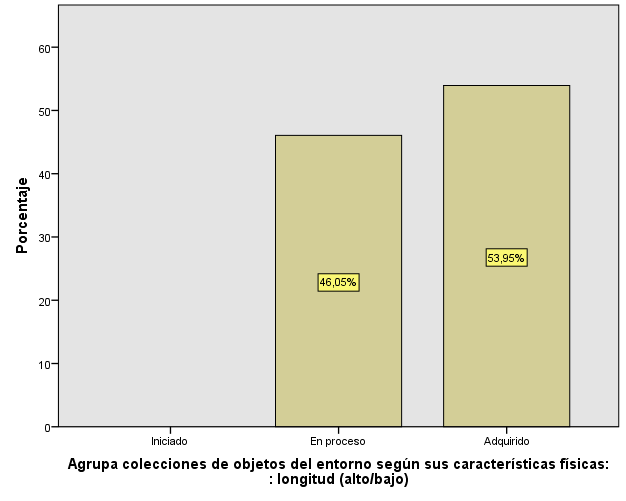 Porcentaje
60
50
40
30
20
10
0
46,05%
53,95%
Iniciado
En proceso
Adquirido
Agrupa colecciones de objetos del entorno según sus características físicas:
: longitud (alto/bajo)